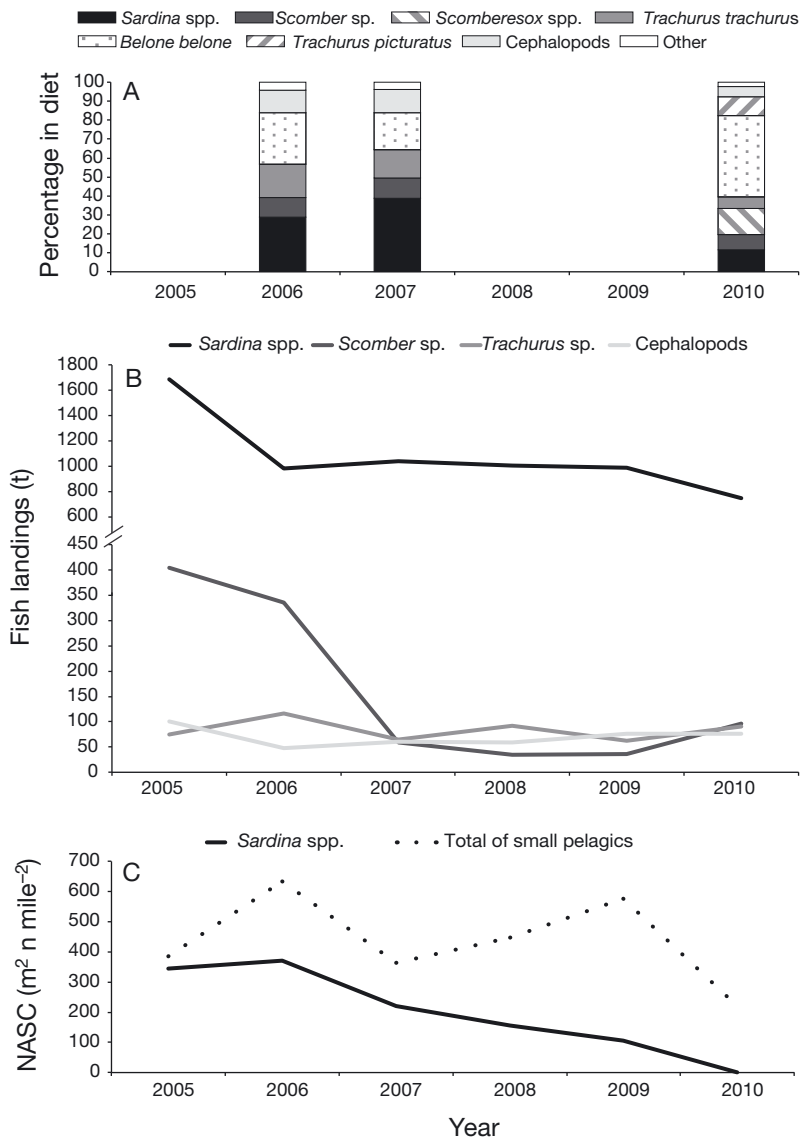 Sardina spp. Scomber sp. Scomberesox spp. Trachurus trachurus
Belone belone Trachurus picturatus Cephalopods Other
A
Percentage in diet
100
90
80
70
60
50
40
30
20
10
0
2005 2006 2007 2008 2009 2010
Sardina spp. Scomber sp. Trachurus sp. Cephalopods
B
Fish landings (t)
1800
1600
1400
1200
1000
800
600
450
400
350
300
250
200
150
100
50
0
2005 2006 2007 2008 2009 2010
Sardina spp. Total of small pelagics
C
NASC (m² n mile⁻²)
700
600
500
400
300
200
100
0
2005 2006 2007 2008 2009 2010
Year